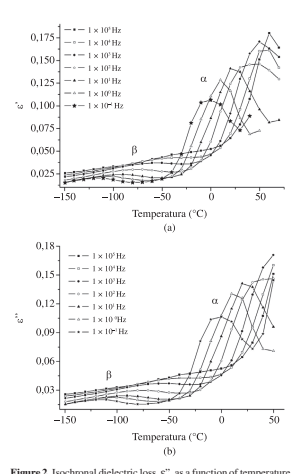 0,175
0,150
0,125
0,100
0,075
0,050
0,025
ε'
1 × 10⁵ Hz
1 × 10⁴ Hz
1 × 10³ Hz
1 × 10² Hz
1 × 10¹ Hz
1 × 10⁰ Hz
1 × 10⁻¹ Hz
α
β
−150 −100 −50 0 50
Temperatura (°C)
(a)
0,18
0,15
0,12
0,09
0,06
0,03
ε''
1 × 10⁵ Hz
1 × 10⁴ Hz
1 × 10³ Hz
1 × 10² Hz
1 × 10¹ Hz
1 × 10⁻⁰ Hz
1 × 10⁻¹ Hz
α
β
−150 −100 −50 0 50
Temperatura (°C)
(b)
Figure 2. Isochronal dielectric loss, ε'', as a function of temperature